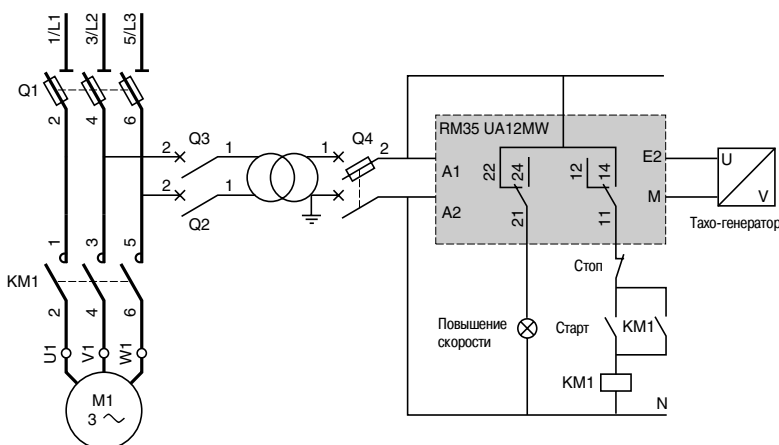 1/L1
3/L2
5/L3
Q1
2
4
6
Q3
2
1
2
1
Q2
1
Q4
2
RM35 UA12MW
A1
A2
22
24
21
12
14
11
E2
M
U
V
Тахо-генератор
1
3
5
KM1
2
4
6
U1
V1
W1
M1
3
Стоп
Повышение
скорости
Старт
KM1
KM1
N